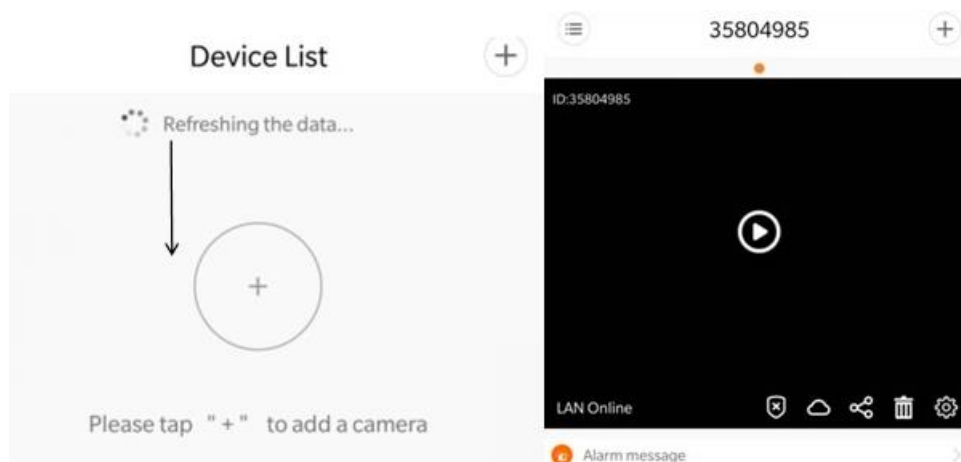 Device List
Refreshing the data...
+
Please tap "+" to add a camera
35804985
ID:35804985
LAN Online
Alarm message